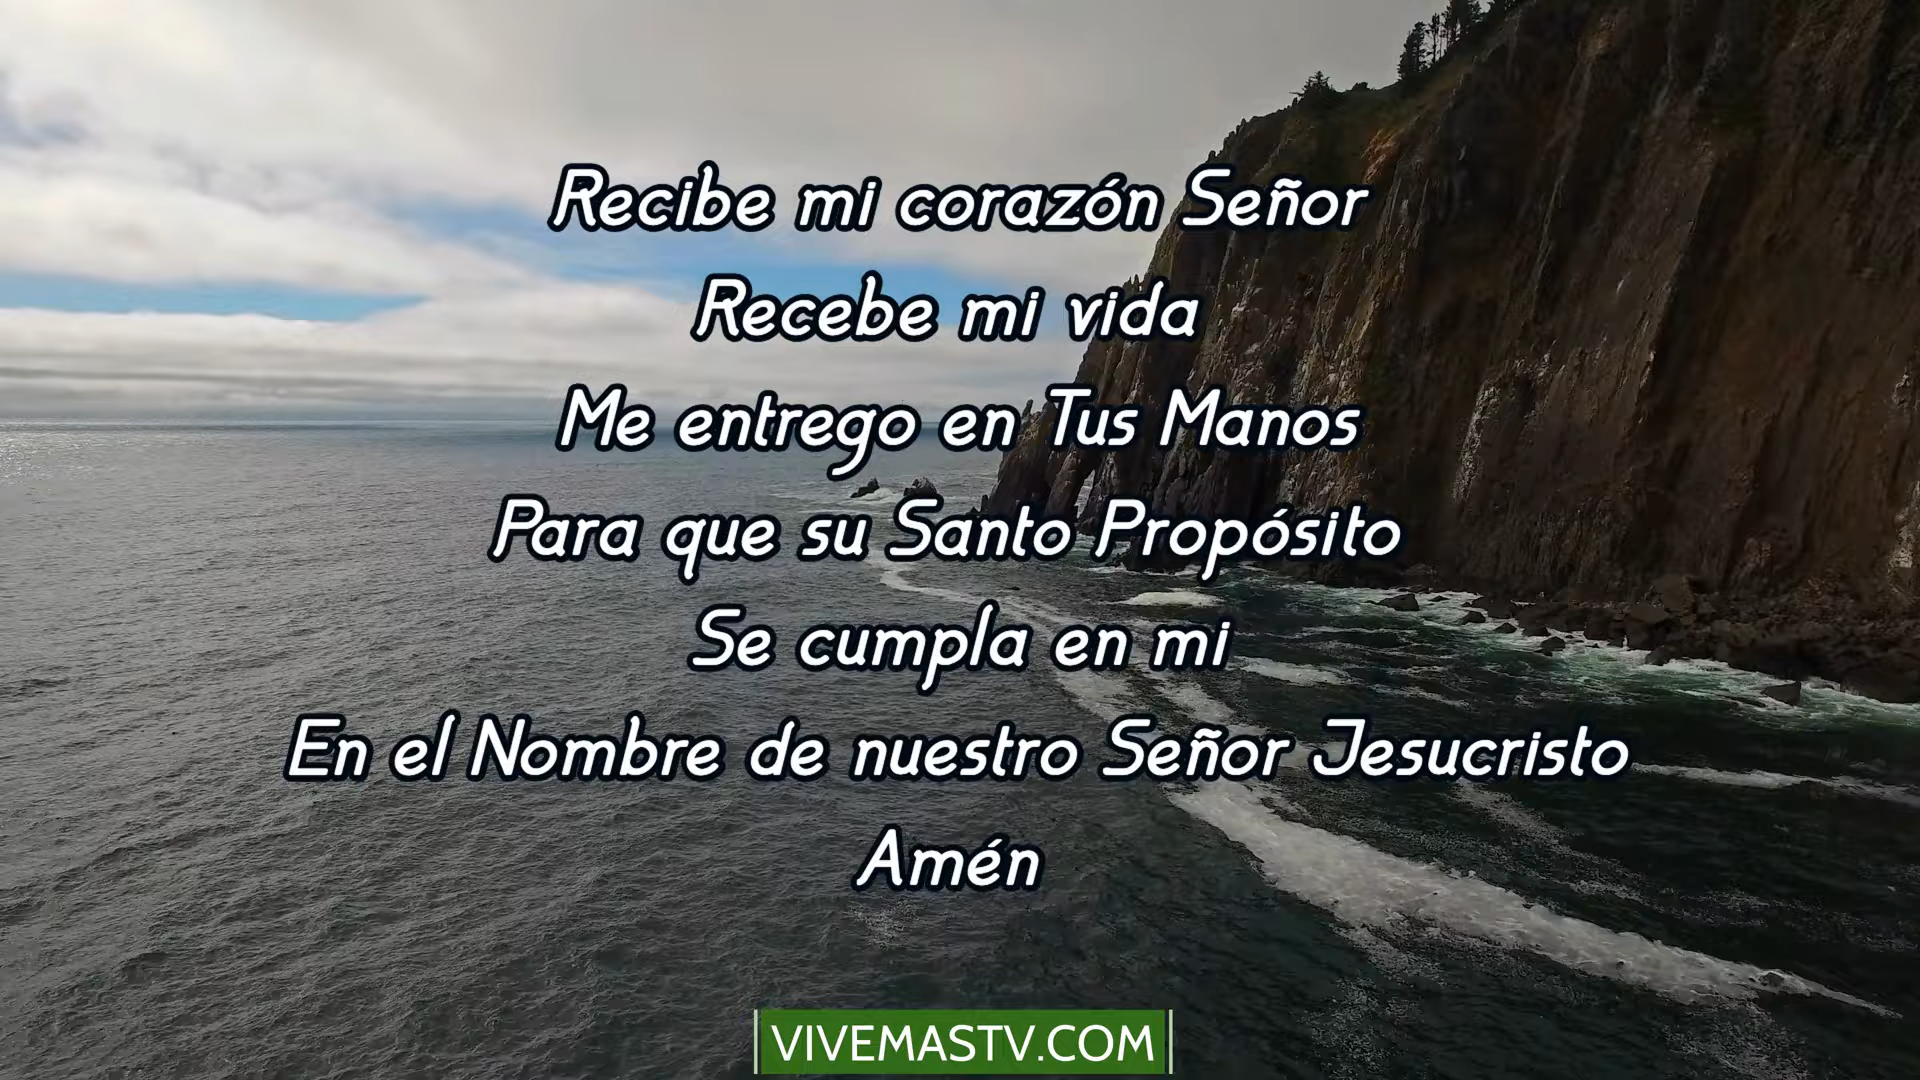 Recibe mi corazón Señor
Recebe mi vida
Me entrego en Tus Manos
Para que su Santo Propósito
Se cumpla en mi
En el Nombre de nuestro Señor Jesucristo
Amén
VIVEMASTV.COM